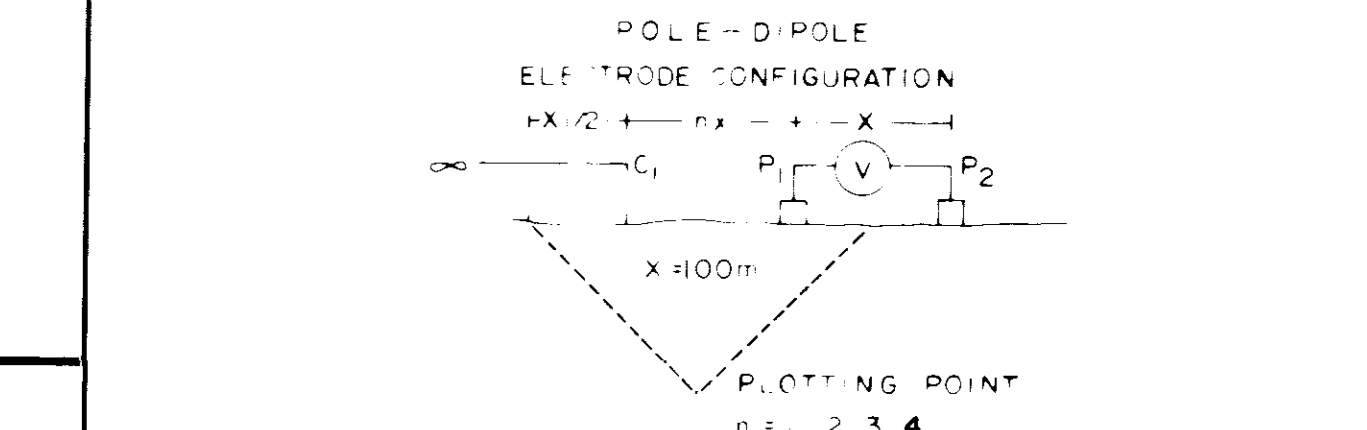 POLE-DIPOLE
ELECTRODE CONFIGURATION
X/2 nx X
∞ C₁ P₁ V P₂
X=100m
PLOTTING POINT
n = 2 3 4